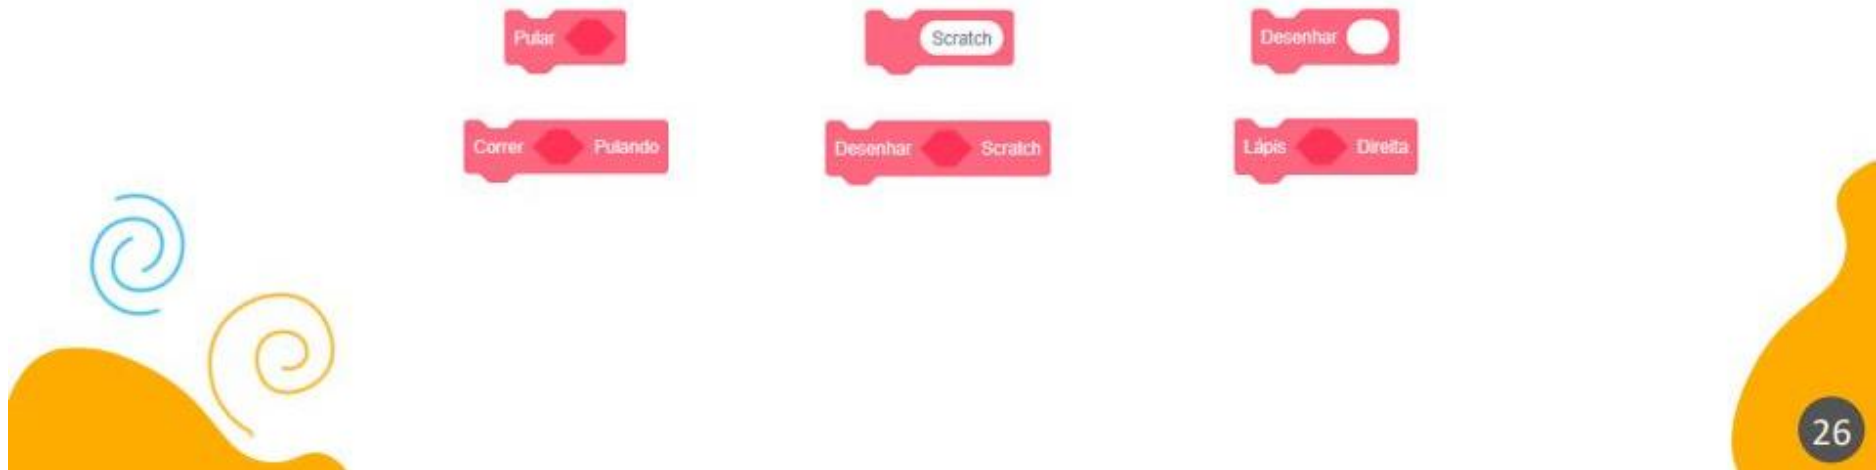 Pular
Scratch
Desenhar
Correr Pulando
Desenhar Scratch
Lápis Direita
26